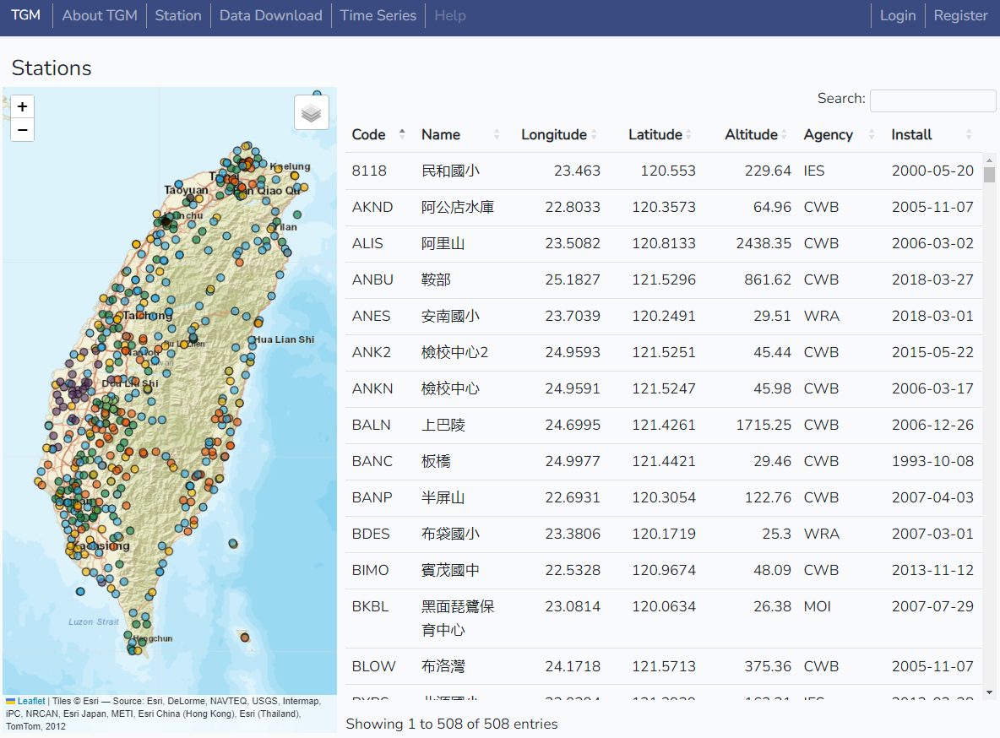 TGM About TGM Station Data Download Time Series Help Login Register
Stations
+
−
Keelung
Taoyuan
Yilan
Taichung
Hua Lian Shi
Nantou
Taiwan
Dou Liu Shi
Kaohsiung
Luzon Strait
Hengchun
Leaflet | Tiles © Esri — Source: Esri, DeLorme, NAVTEQ, USGS, Intermap,
iPC, NRCAN, Esri Japan, METI, Esri China (Hong Kong), Esri (Thailand),
TomTom, 2012
Search:
Code Name Longitude Latitude Altitude Agency Install
8118 民和國小 23.463 120.553 229.64 IES 2000-05-20
AKND 阿公店水庫 22.8033 120.3573 64.96 CWB 2005-11-07
ALIS 阿里山 23.5082 120.8133 2438.35 CWB 2006-03-02
ANBU 鞍部 25.1827 121.5296 861.62 CWB 2018-03-27
ANES 安南國小 23.7039 120.2491 29.51 WRA 2018-03-01
ANK2 檢校中心2 24.9593 121.5251 45.44 CWB 2015-05-22
ANKN 檢校中心 24.9591 121.5247 45.98 CWB 2006-03-17
BALN 上巴陵 24.6995 121.4261 1715.25 CWB 2006-12-26
BANC 板橋 24.9977 121.4421 29.46 CWB 1993-10-08
BANP 半屏山 22.6931 120.3054 122.76 CWB 2007-04-03
BDES 布袋國小 23.3806 120.1719 25.3 WRA 2007-03-01
BIMO 賓茂國中 22.5328 120.9674 48.09 CWB 2013-11-12
BKBL 黑面琵鷺保 23.0814 120.0634 26.38 MOI 2007-07-29
育中心
BLOW 布洛灣 24.1718 121.5713 375.36 CWB 2005-11-07
Showing 1 to 508 of 508 entries